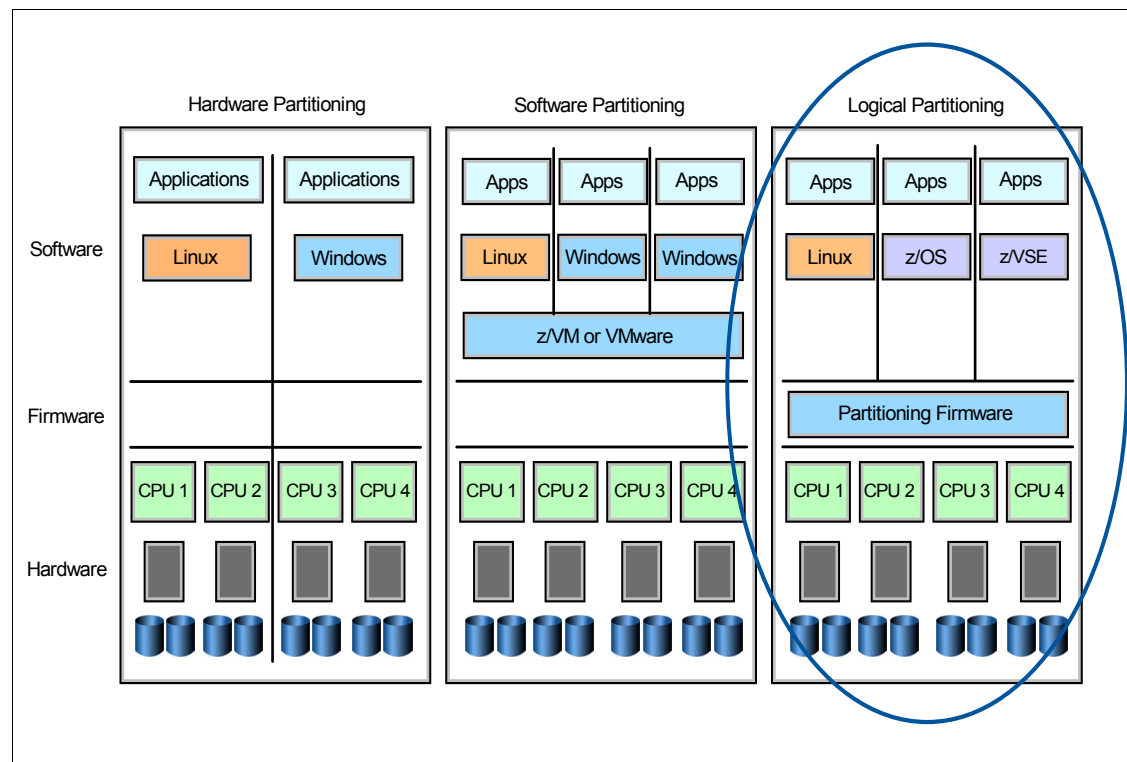 Hardware Partitioning
Software Partitioning
Logical Partitioning
Applications
Applications
Apps
Apps
Apps
Apps
Apps
Apps
Software
Linux
Windows
Linux
Windows
Windows
Linux
z/OS
z/VSE
z/VM or VMware
Firmware
Partitioning Firmware
CPU 1
CPU 2
CPU 3
CPU 4
CPU 1
CPU 2
CPU 3
CPU 4
CPU 1
CPU 2
CPU 3
CPU 4
Hardware